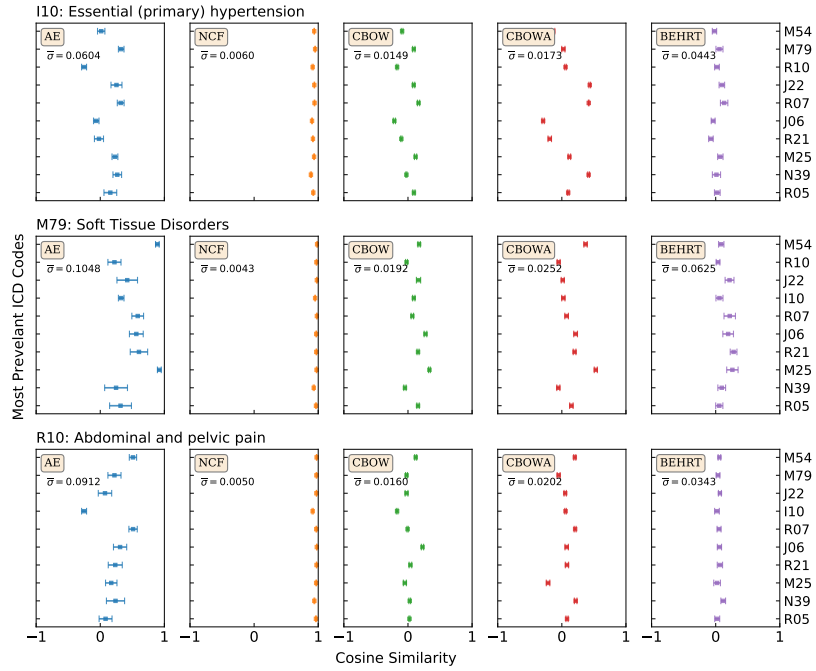 I10: Essential (primary) hypertension
AE
NCF
CBOW
CBOWA
BEHRT
σ = 0.0604
σ = 0.0060
σ = 0.0149
σ = 0.0173
σ = 0.0443
M54
M79
R10
J22
R07
J06
R21
M25
N39
R05
M79: Soft Tissue Disorders
AE
NCF
CBOW
CBOWA
BEHRT
σ = 0.1048
σ = 0.0043
σ = 0.0192
σ = 0.0252
σ = 0.0625
M54
R10
J22
I10
R07
J06
R21
M25
N39
R05
Most Prevelant ICD Codes
R10: Abdominal and pelvic pain
AE
NCF
CBOW
CBOWA
BEHRT
σ = 0.0912
σ = 0.0050
σ = 0.0160
σ = 0.0202
σ = 0.0343
M54
M79
J22
I10
R07
J06
R21
M25
N39
R05
−1 0 1
−1 0 1
−1 0 1
−1 0 1
−1 0 1
Cosine Similarity